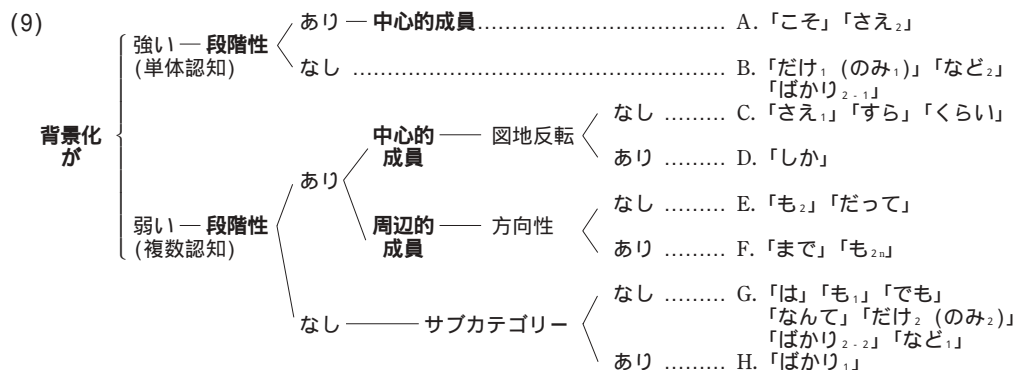 (9)
あり ― 中心的成員 …… A. 「こそ」「さえ₂」
強い ― 段階性
(単体認知)
なし …… B. 「だけ₁ (のみ₁)」「など₂」
「ばかり₂₋₁」
背景化
が
なし …… C. 「さえ₁」「すら」「くらい」
中心的 ― 図地反転
成員
あり …… D. 「しか」
あり
弱い ― 段階性
(複数認知)
なし …… E. 「も₂」「だって」
周辺的 ― 方向性
成員
あり …… F. 「まで」「も₂ₙ」
なし ― サブカテゴリー
なし …… G. 「は」「も₁」「でも」
「なんて」「だけ₂ (のみ₂)」
「ばかり₂₋₂」「など₁」
あり …… H. 「ばかり₁」